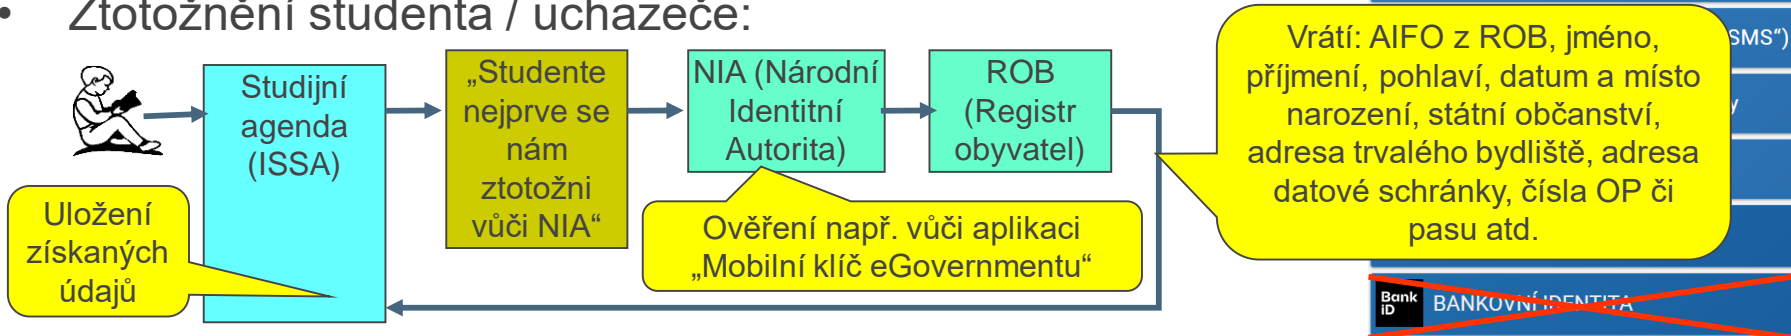 • Ztotožnění studenta / uchazeče:
Studijní
agenda
(ISSA)
„Studente
nejprve se
nám
ztotožni
vůči NIA“
NIA (Národní
Identitní
Autorita)
ROB
(Registr
obyvatel)
Vrátí: AIFO z ROB, jméno,
příjmení, pohlaví, datum a místo
narození, státní občanství,
adresa trvalého bydliště, adresa
datové schránky, čísla OP či
pasu atd.
Uložení
získaných
údajů
Ověření např. vůči aplikaci
„Mobilní klíč eGovernmentu“
SMS“)
Bank
iD
BANKOVNÍ IDENTITA